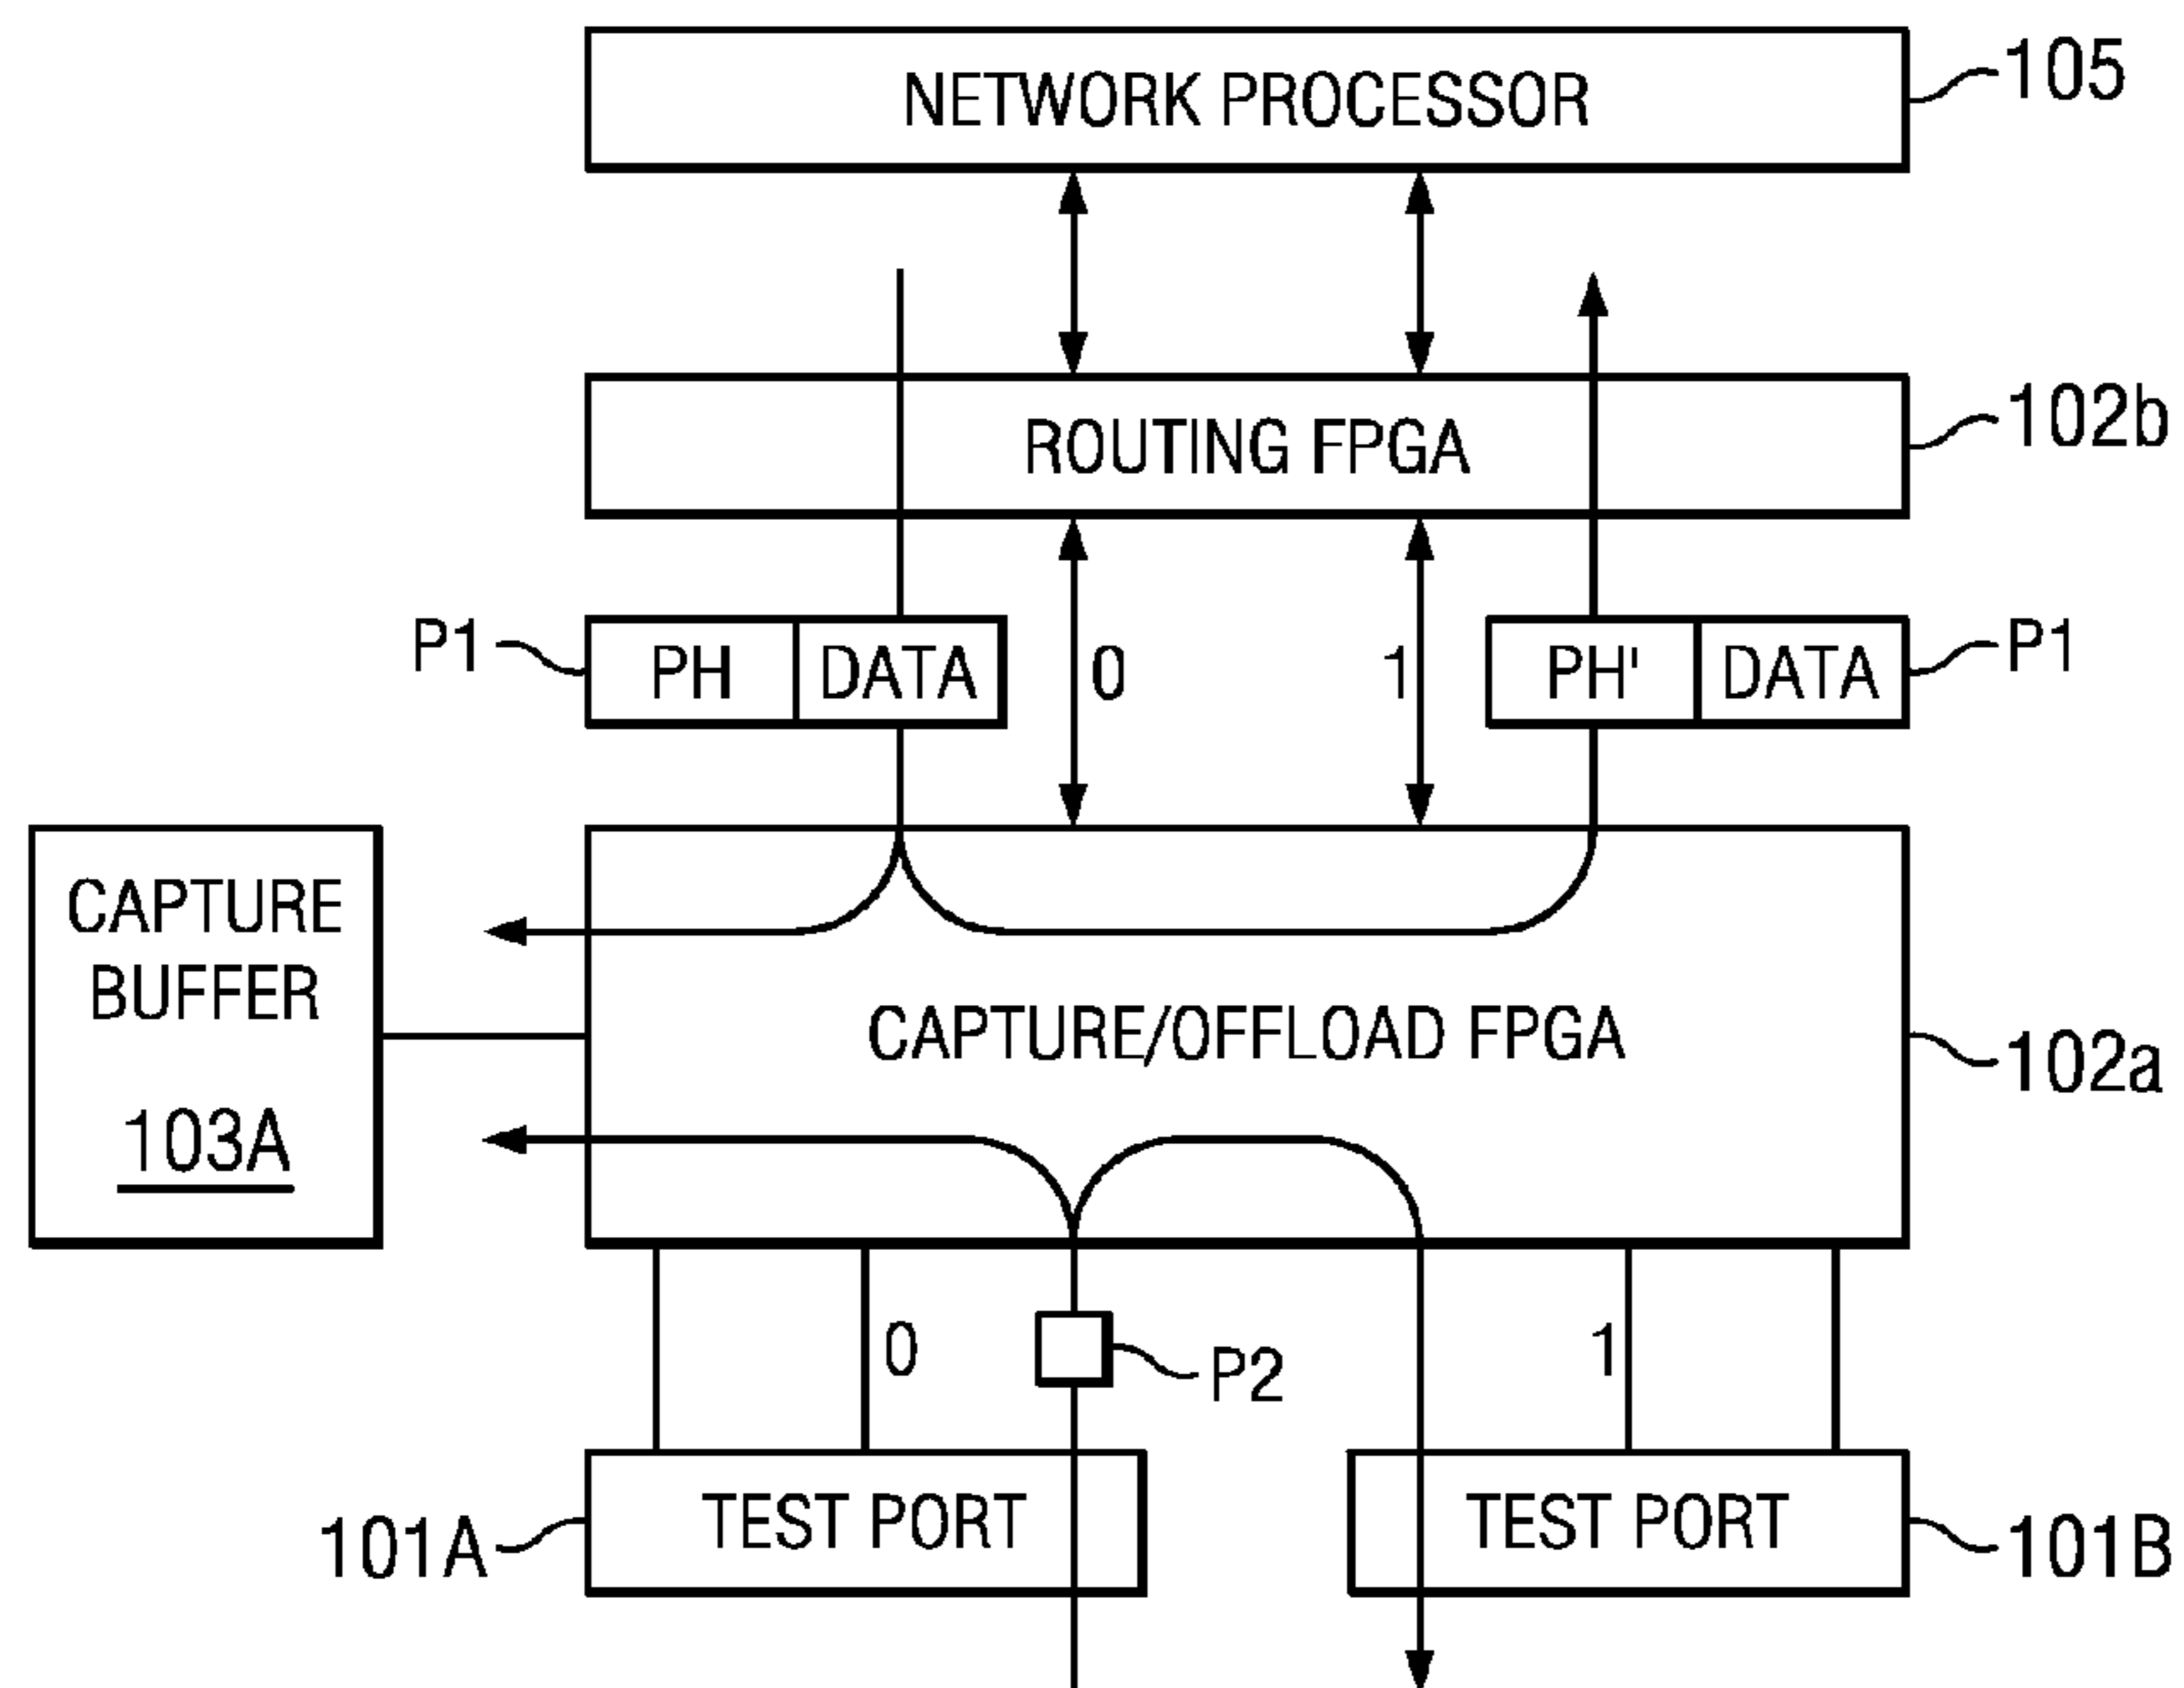 NETWORK PROCESSOR
105
ROUTING FPGA
102b
P1
PH
DATA
0
1
PH'
DATA
P1
CAPTURE
BUFFER
103A
CAPTURE/OFFLOAD FPGA
102a
0
P2
1
101A
TEST PORT
TEST PORT
101B